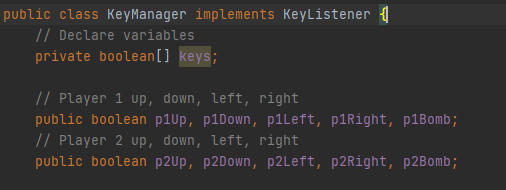 public class KeyManager implements KeyListener {
// Declare variables
private boolean[] keys;
// Player 1 up, down, left, right
public boolean p1Up, p1Down, p1Left, p1Right, p1Bomb;
// Player 2 up, down, left, right
public boolean p2Up, p2Down, p2Left, p2Right, p2Bomb;